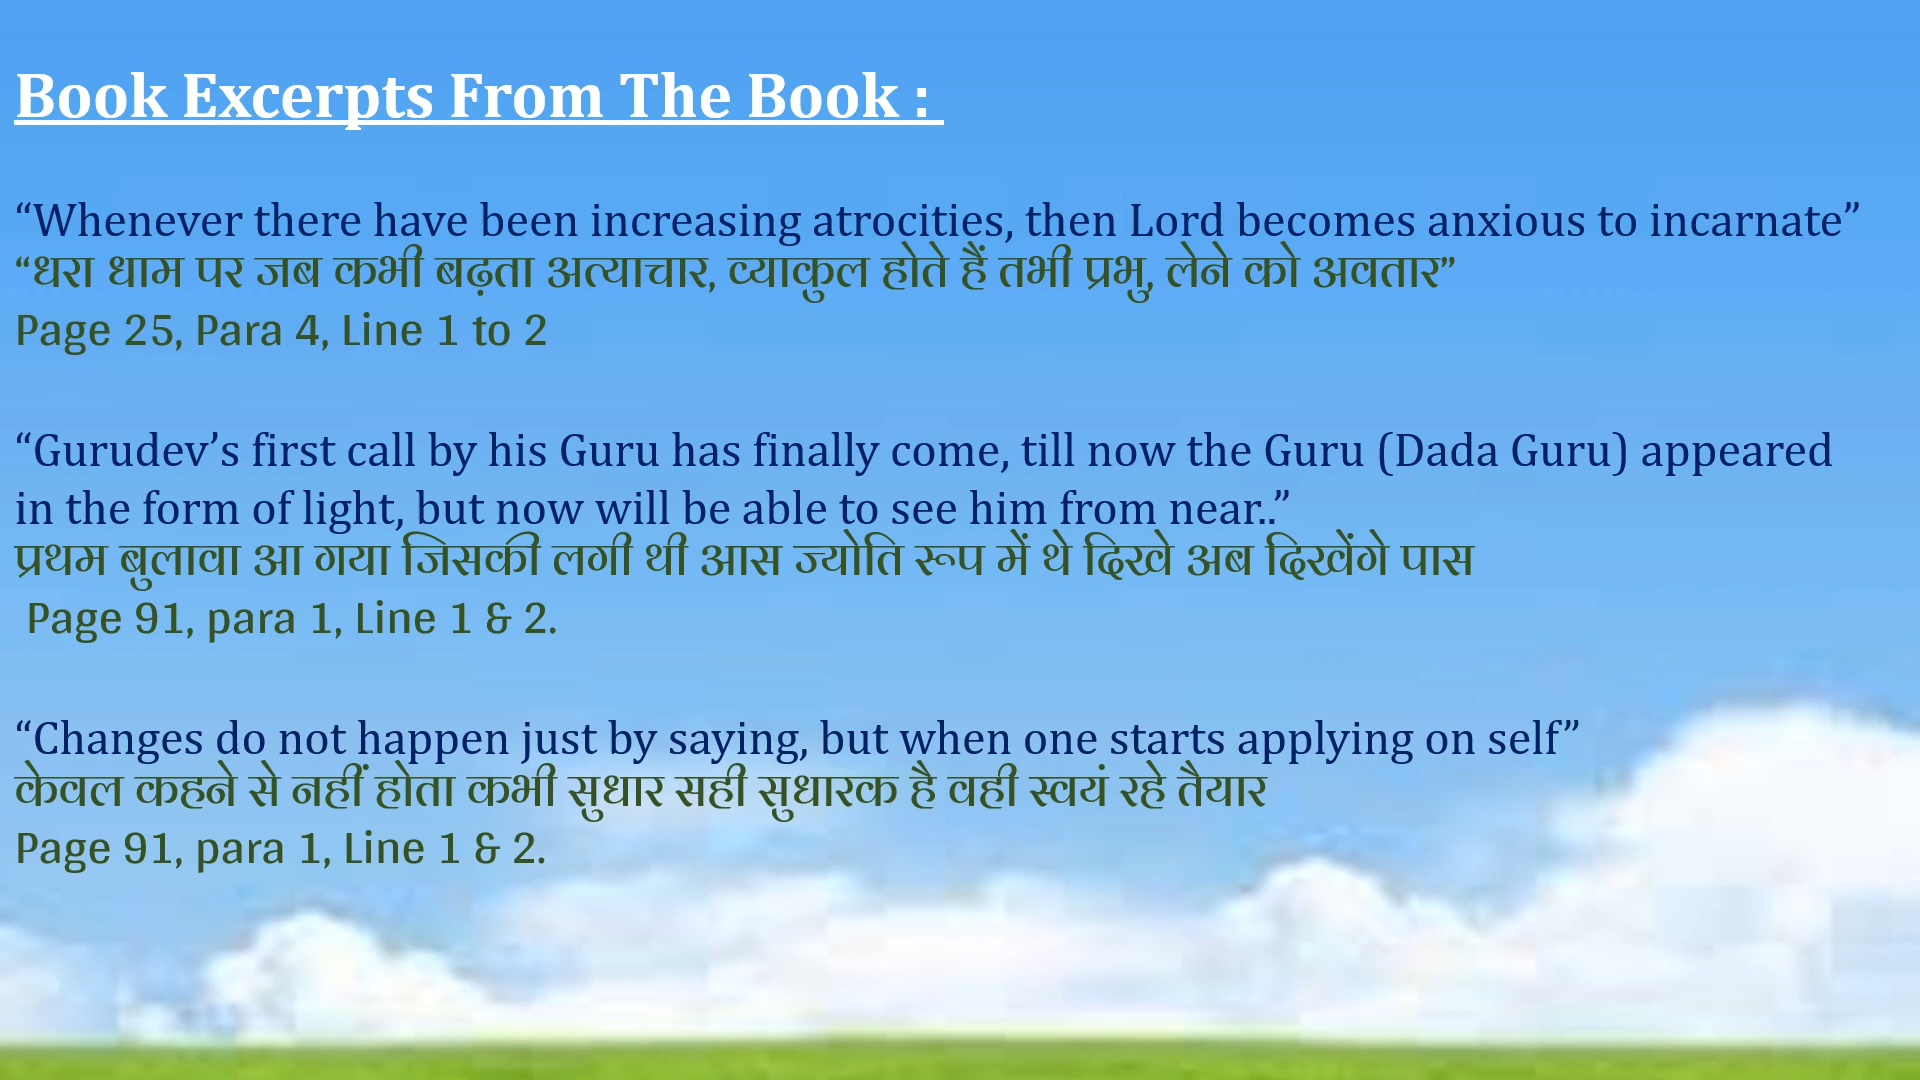 Book Excerpts From The Book :
“Whenever there have been increasing atrocities, then Lord becomes anxious to incarnate”
“धरा धाम पर जब कभी बढ़ता अत्याचार, व्याकुल होते हैं तभी प्रभु, लेने को अवतार”
Page 25, Para 4, Line 1 to 2
“Gurudev’s first call by his Guru has finally come, till now the Guru (Dada Guru) appeared
in the form of light, but now will be able to see him from near..”
प्रथम बुलावा आ गया जिसकी लगी थी आस ज्योति रूप में थे दिखे अब दिखेंगे पास
Page 91, para 1, Line 1 & 2.
“Changes do not happen just by saying, but when one starts applying on self”
केवल कहने से नहीं होता कभी सुधार सही सुधारक है वही स्वयं रहे तैयार
Page 91, para 1, Line 1 & 2.